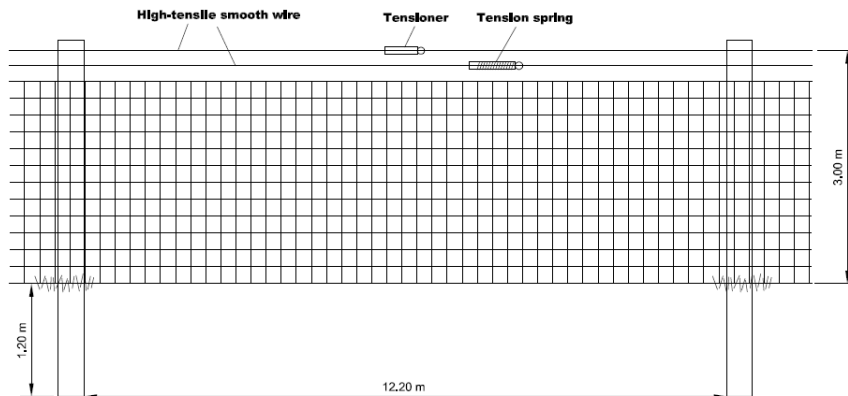 High-tensile smooth wire
Tensioner
Tension spring
3.00 m
1.20 m
12.20 m